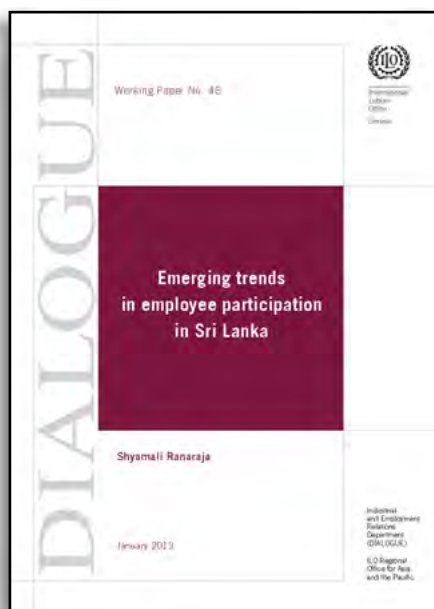 DIALOGUE
Working Paper No. 46
ILO
International
Labour
Office
Geneva
Emerging trends
in employee participation
in Sri Lanka
Shyamali Ranaraja
January 2013
Industrial
and Employment
Relations
Department
(DIALOGUE)
ILO Regional
Office for Asia
and the Pacific